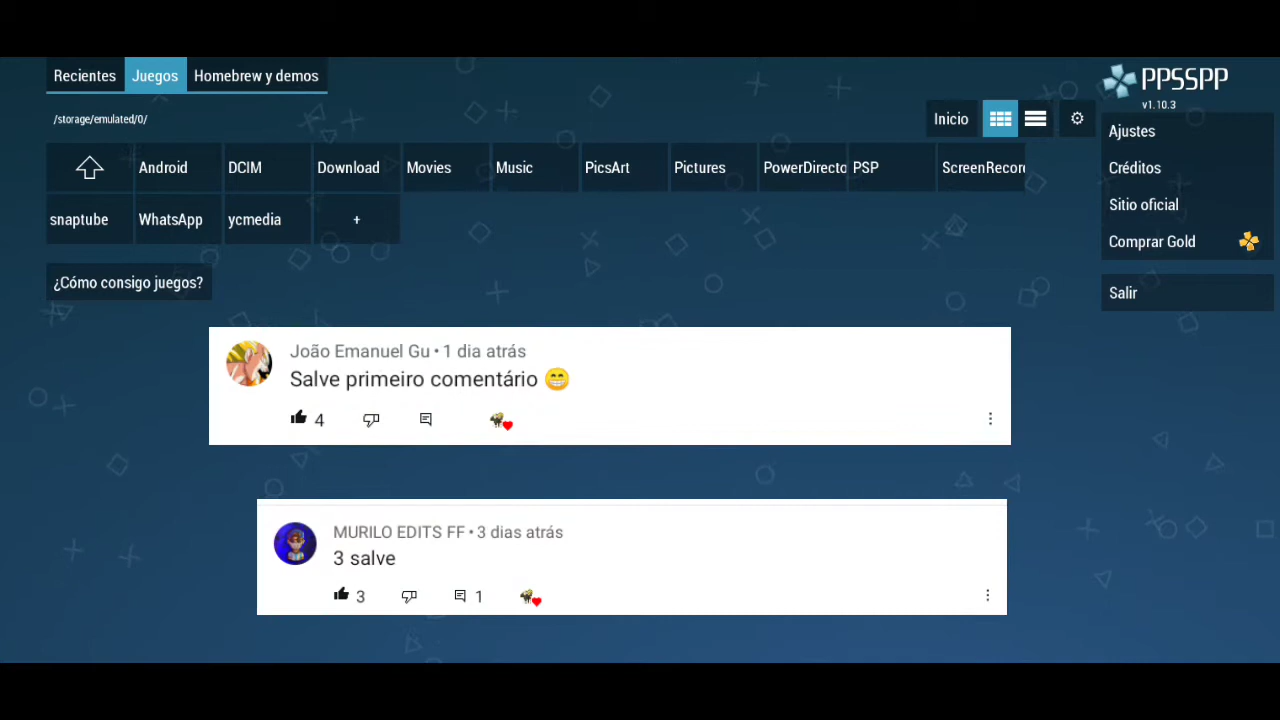 Recientes Juegos Homebrew y demos
PPSSPP
v1.10.3
/storage/emulated/0/
Inicio
Ajustes
Android DCIM Download Movies Music PicsArt Pictures PowerDirecto PSP ScreenRecor
Créditos
Sitio oficial
snaptube WhatsApp ycmedia +
Comprar Gold
¿Cómo consigo juegos?
Salir
João Emanuel Gu • 1 dia atrás
Salve primeiro comentário 😁
4
MURILO EDITS FF • 3 dias atrás
3 salve
3 1